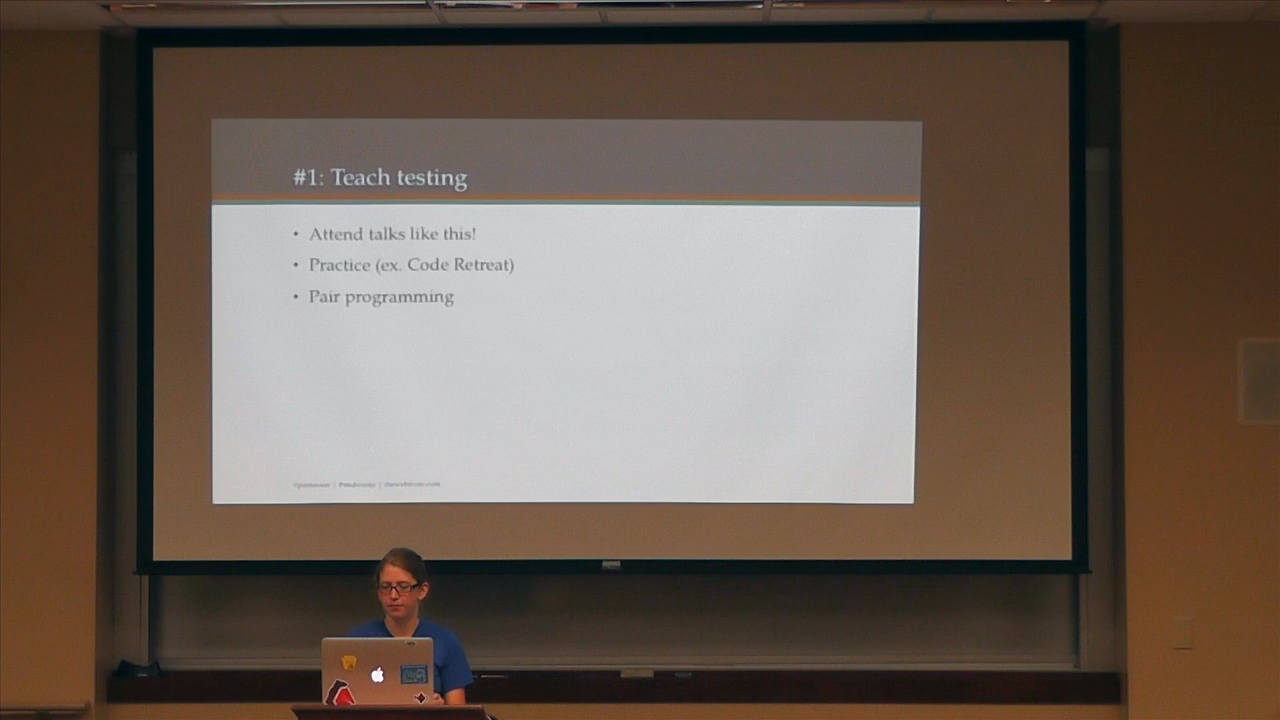 #1: Teach testing
• Attend talks like this!
• Practice (ex. Code Retreat)
• Pair programming